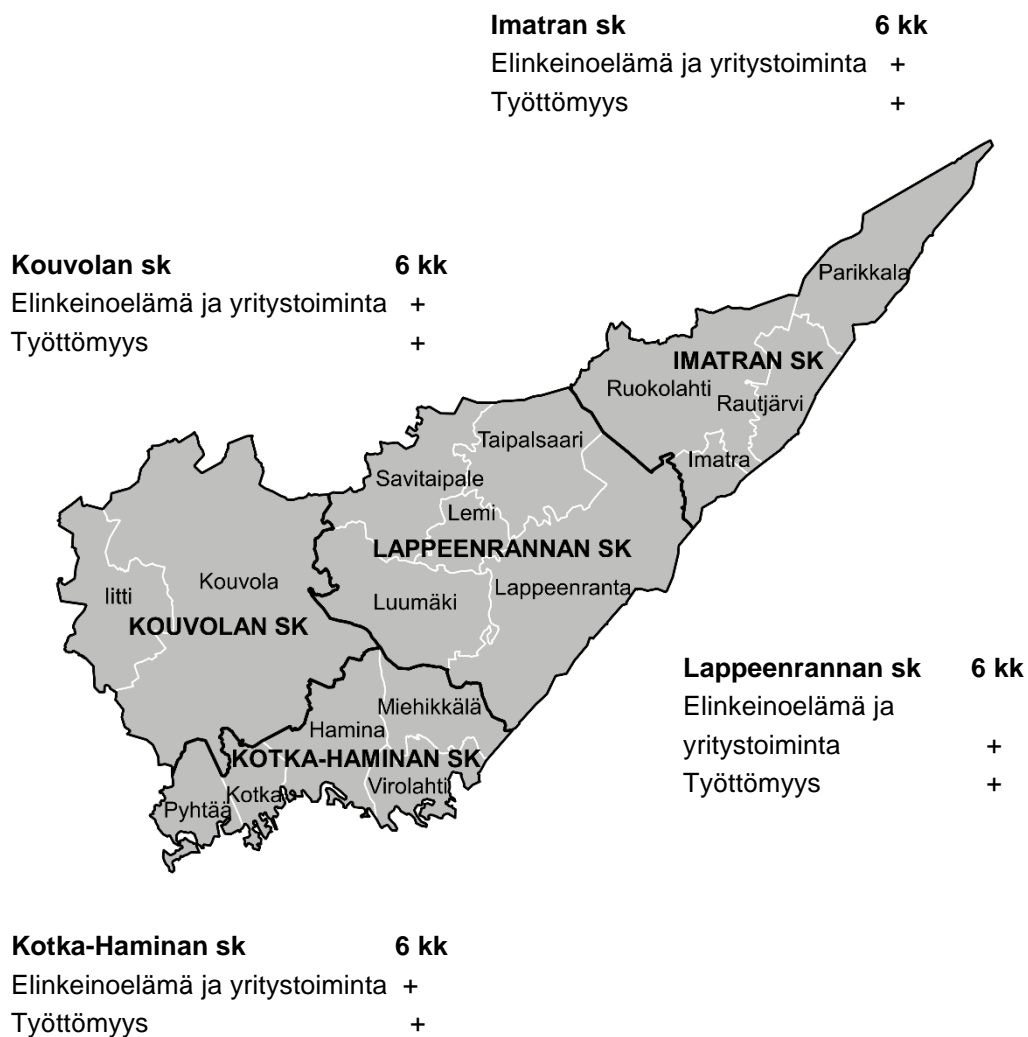 Imatran sk 6 kk
Elinkeinoelämä ja yritystoiminta +
Työttömyys +
Kouvolan sk 6 kk
Elinkeinoelämä ja yritystoiminta +
Työttömyys +
Parikkala
IMATRAN SK
Ruokolahti
Rautjärvi
Imatra
Taipalsaari
Savitaipale
Lemi
LAPPEENRANNAN SK
Lappeenranta
Luumäki
Iitti
Kouvola
KOUVOLAN SK
Miehikkälä
Hamina
KOTKA-HAMINAN SK
Virolahti
Kotka
Pyhtää
Lappeenrannan sk 6 kk
Elinkeinoelämä ja
yritystoiminta +
Työttömyys +
Kotka-Haminan sk 6 kk
Elinkeinoelämä ja yritystoiminta +
Työttömyys +